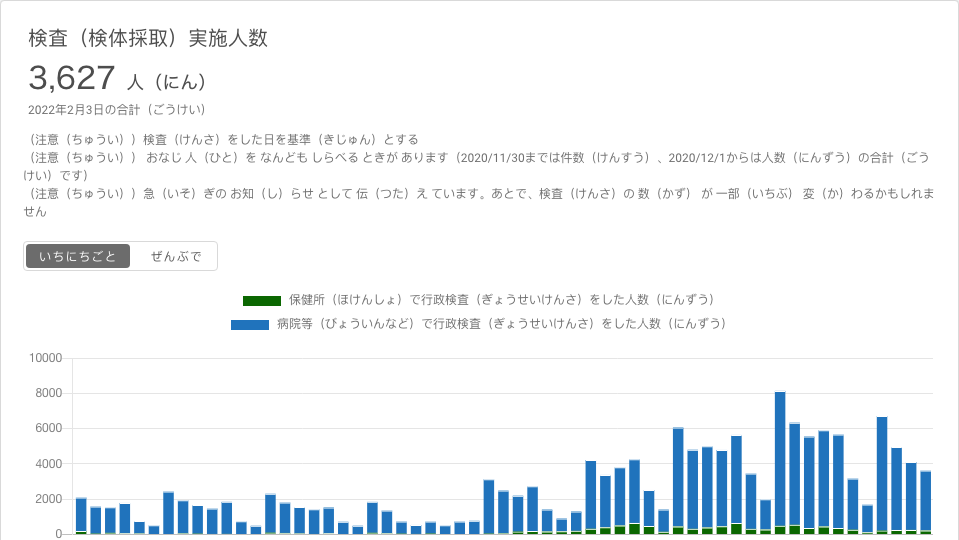 検査（検体採取）実施人数
3,627 人（にん）
2022年2月3日の合計（ごうけい）
（注意（ちゅうい））検査（けんさ）をした日を基準（きじゅん）とする
（注意（ちゅうい）） おなじ 人（ひと）を なんども しらべる ときが あります（2020/11/30までは件数（けんすう）、2020/12/1からは人数（にんずう）の合計（ごう
けい）です）
（注意（ちゅうい））急（いそ）ぎの お知（し）らせ として 伝（つた）え ています。あとで、検査（けんさ）の 数（かず） が 一部（いちぶ） 変（か）わるかもしれま
せん
いちにちごと ぜんぶで
保健所（ほけんしょ）で行政検査（ぎょうせいけんさ）をした人数（にんずう）
病院等（びょういんなど）で行政検査（ぎょうせいけんさ）をした人数（にんずう）
10000
8000
6000
4000
2000
0